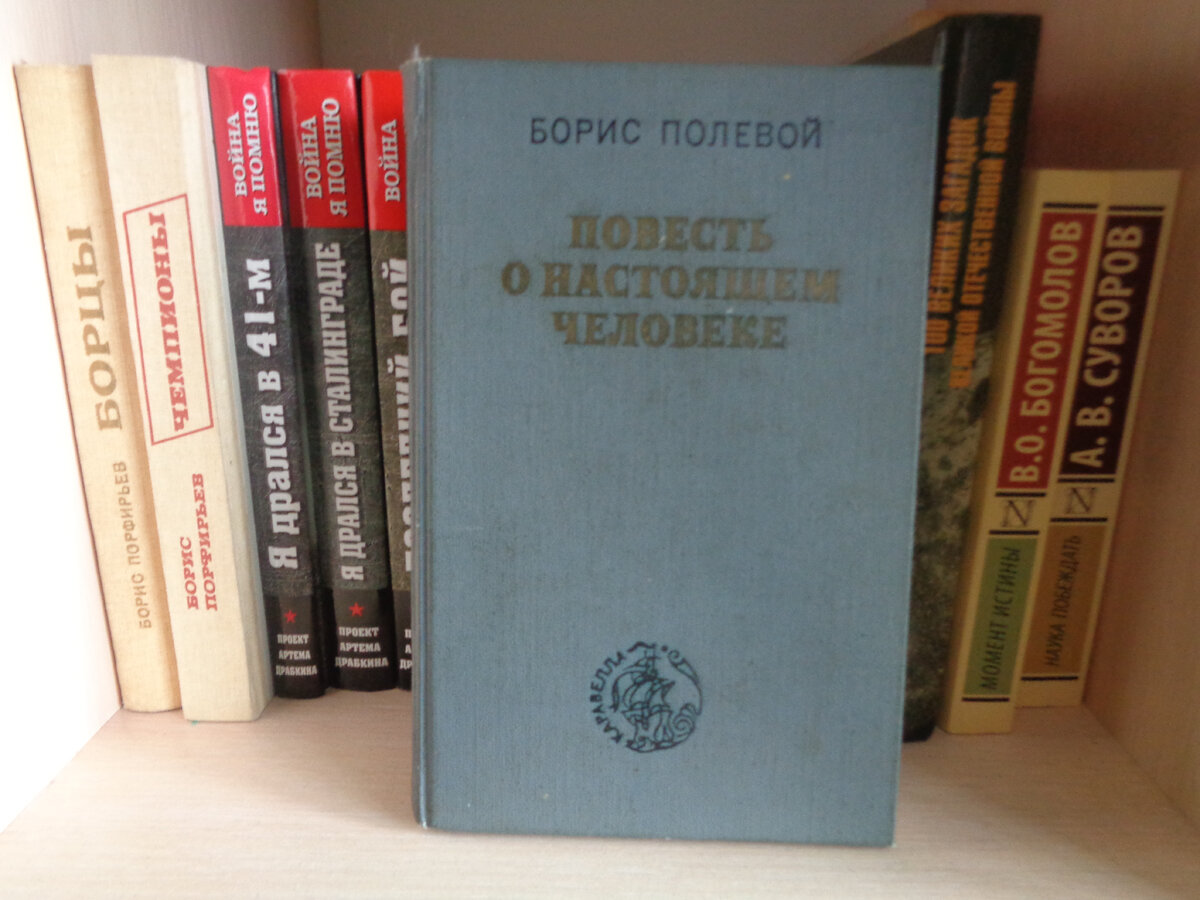 БОРЦЫ
БОРИС ПОРФИРЬЕВ
ЧЕМПИОНЫ
БОРИС
ПОРФИРЬЕВ
ВОЙНА
Я ПОМНЮ
Я дрАлСЯ в 41-м
ПРОЕКТ
АРТЕМА
ДРАБКИНА
ВОЙНА
Я ПОМНЮ
Я ДРАЛСЯ В СТАЛИНГРАДЕ
ПРОЕКТ
АРТЕМА
ДРАБКИНА
ВОЙНА
БОРИС ПОЛЕВОЙ
ПОВЕСТЬ
О НАСТОЯЩЕМ
ЧЕЛОВЕКЕ
КАРАВЕЛЛА
100 ВЕЛИКИХ ЗАГАДОК
ВЕЛИКОЙ ОТЕЧЕСТВЕННОЙ ВОЙНЫ
В.О. БОГОМОЛОВ
МОМЕНТ ИСТИНЫ
А. В. СУВОРОВ
НАУКА ПОБЕЖДАТЬ